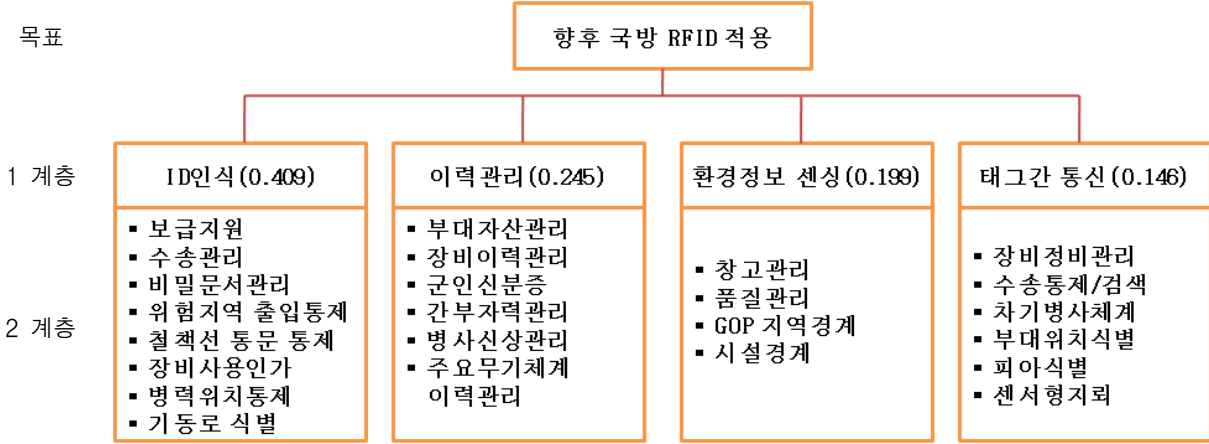 목표
향후 국방 RFID 적용
1 계층
ID인식(0.409)
이력관리(0.245)
환경정보 센싱(0.199)
태그간 통신(0.146)
2 계층
▪ 보급지원
▪ 수송관리
▪ 비밀문서관리
▪ 위험지역 출입통제
▪ 철책선 통문 통제
▪ 장비사용인가
▪ 병력위치통제
▪ 기동로 식별
▪ 부대자산관리
▪ 장비이력관리
▪ 군인신분증
▪ 간부자력관리
▪ 병사신상관리
▪ 주요무기체계
이력관리
▪ 창고관리
▪ 품질관리
▪ GOP 지역경계
▪ 시설경계
▪ 장비정비관리
▪ 수송통제/검색
▪ 차기병사체계
▪ 부대위치식별
▪ 피아식별
▪ 센서형지뢰